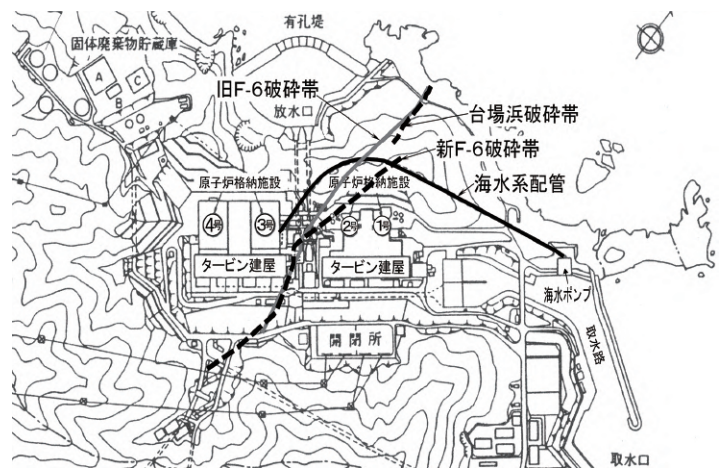 有孔堤
固体廃棄物貯蔵庫
A
C
B
旧F-6破砕帯
放水口
台場浜破砕帯
新F-6破砕帯
海水系配管
原子炉格納施設
原子炉格納施設
4号
3号
2号
1号
タービン建屋
タービン建屋
海水ポンプ
開閉所
取水路
取水口